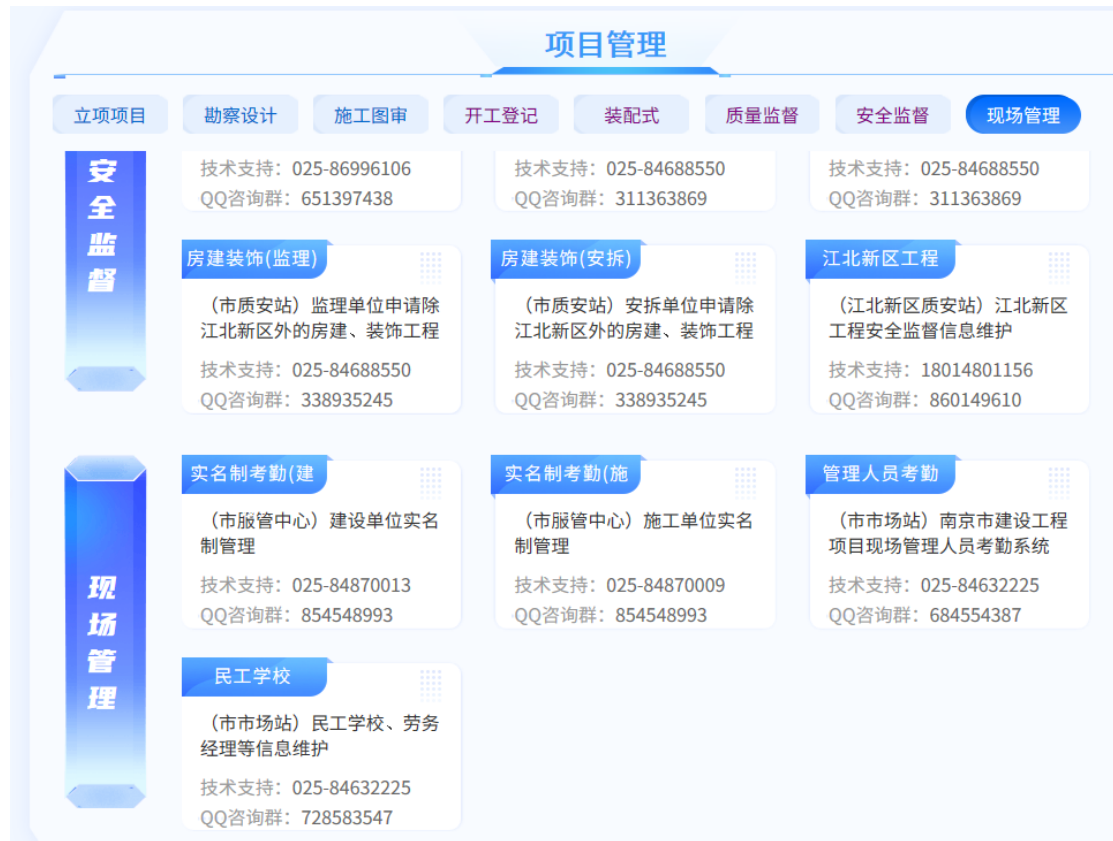 项目管理
立项项目 勘察设计 施工图审 开工登记 装配式 质量监督 安全监督 现场管理
安全监督
技术支持：025-86996106
QQ咨询群：651397438
技术支持：025-84688550
QQ咨询群：311363869
技术支持：025-84688550
QQ咨询群：311363869
房建装饰(监理)
（市质安站）监理单位申请除
江北新区外的房建、装饰工程
技术支持：025-84688550
QQ咨询群：338935245
房建装饰(安拆)
（市质安站）安拆单位申请除
江北新区外的房建、装饰工程
技术支持：025-84688550
QQ咨询群：338935245
江北新区工程
（江北新区质安站）江北新区
工程安全监督信息维护
技术支持：18014801156
QQ咨询群：860149610
现场管理
实名制考勤(建
（市服管中心）建设单位实名
制管理
技术支持：025-84870013
QQ咨询群：854548993
实名制考勤(施
（市服管中心）施工单位实名
制管理
技术支持：025-84870009
QQ咨询群：854548993
管理人员考勤
（市市场站）南京市建设工程
项目现场管理人员考勤系统
技术支持：025-84632225
QQ咨询群：684554387
民工学校
（市市场站）民工学校、劳务
经理等信息维护
技术支持：025-84632225
QQ咨询群：728583547